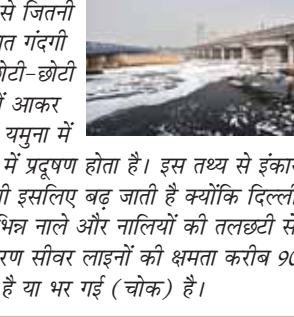 से जितनी
गंदगी
ोटी-छोटी
में आकर
यमुना में
में प्रदूषण होता है। इस तथ्य से इंका
इसलिए बढ़ जाती है क्योंकि दिल्ली
नाले और नालियों की तलछटी से
सीवर लाइनों की क्षमता करीब 90
है या भर गई (चोक) है।